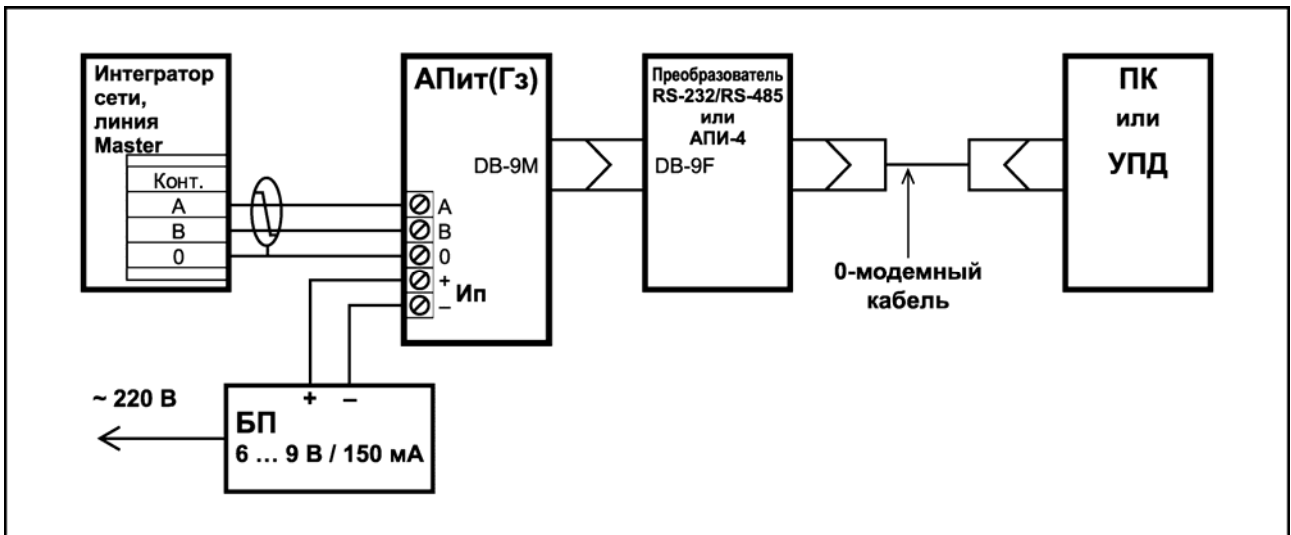 Интегратор
сети,
линия
Master
Конт.
А
В
0
АПит(Гз)
DB-9M
А
В
0
+
–
Ип
Преобразователь
RS-232/RS-485
или
АПИ-4
DB-9F
0-модемный
кабель
ПК
или
УПД
~ 220 В
+ –
БП
6 ... 9 В / 150 мА